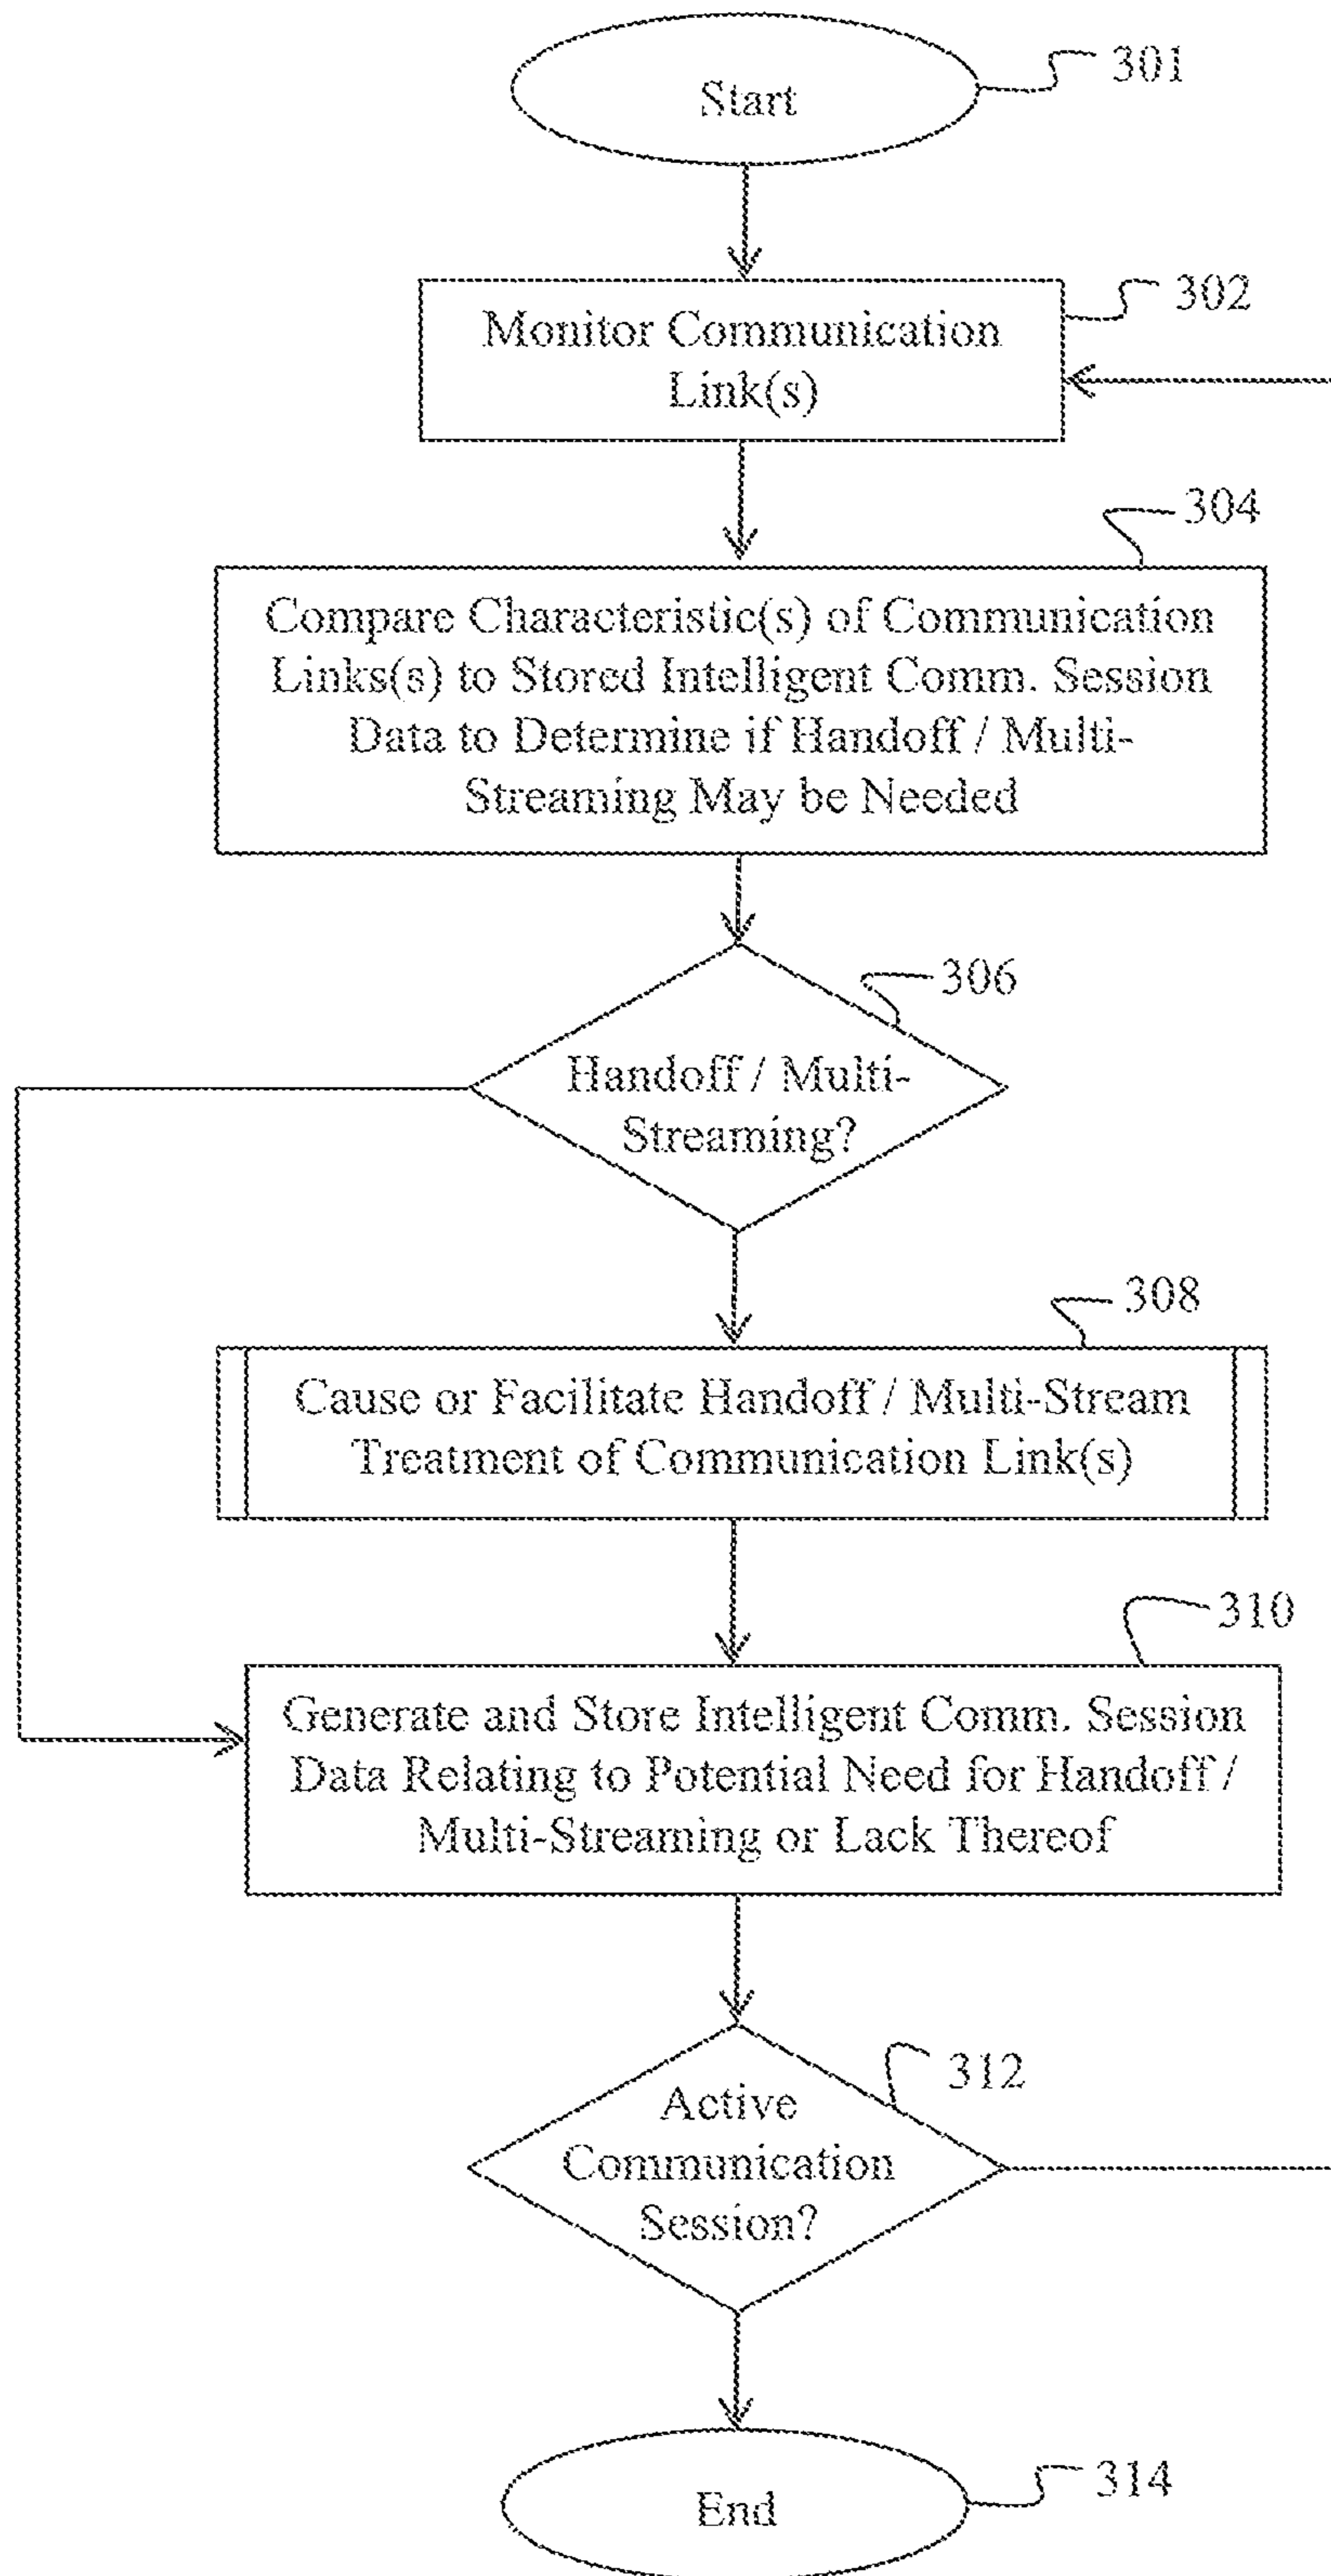 Start
301
302
Monitor Communication
Link(s)
304
Compare Characteristic(s) of Communication
Links(s) to Stored Intelligent Comm. Session
Data to Determine if Handoff / Multi-
Streaming May be Needed
306
Handoff / Multi-
Streaming?
308
Cause or Facilitate Handoff / Multi-Stream
Treatment of Communication Link(s)
310
Generate and Store Intelligent Comm. Session
Data Relating to Potential Need for Handoff /
Multi-Streaming or Lack Thereof
312
Active
Communication
Session?
314
End